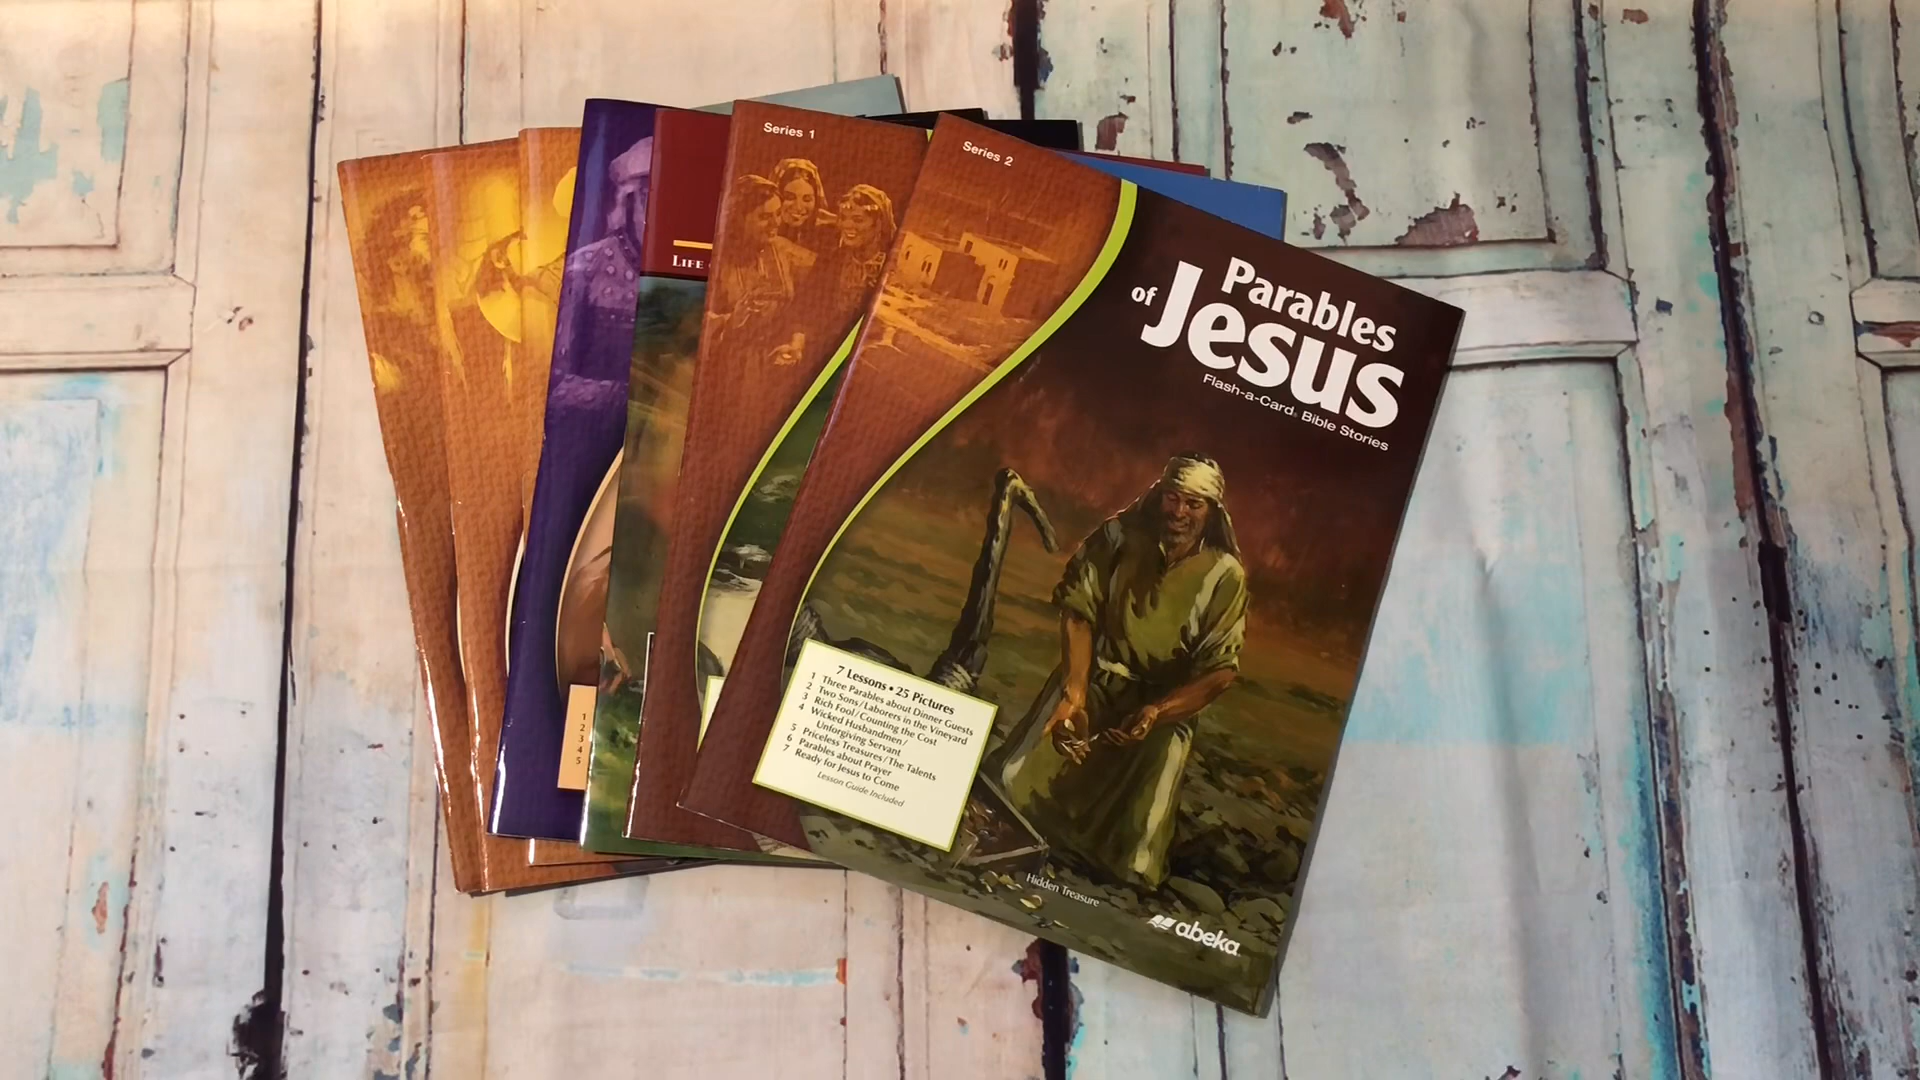 Series 1
Series 2
LIFE
Parables
of Jesus
Flash-a-Card® Bible Stories
7 Lessons • 25 Pictures
1 Three Parables about Dinner Guests
2 Two Sons/Laborers in the Vineyard
3 Rich Fool/Counting the Cost
4 Wicked Husbandmen/
Unforgiving Servant
5 Priceless Treasures/The Talents
6 Parables about Prayer
7 Ready for Jesus to Come
Lesson Guide Included
1
2
3
4
5
Hidden Treasure
abeka